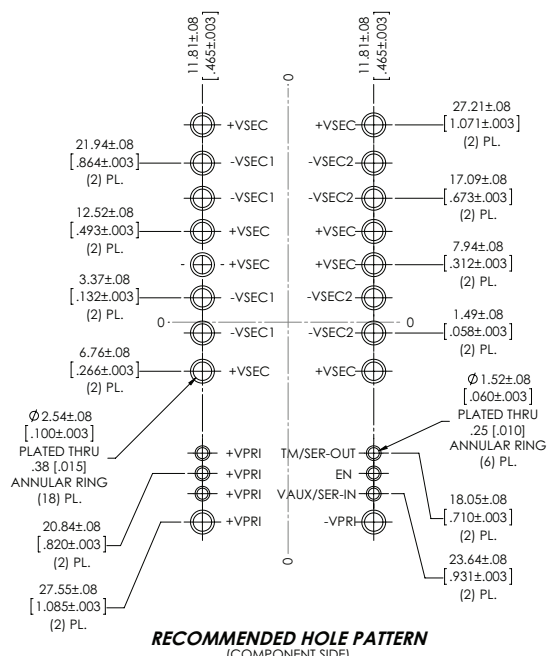 11.81±.08
[.465±.003]
11.81±.08
[.465±.003]
0
+VSEC
+VSEC
27.21±.08
[1.071±.003]
(2) PL.
21.94±.08
[.864±.003]
(2) PL.
-VSEC1
-VSEC2
-VSEC1
-VSEC2
17.09±.08
[.673±.003]
(2) PL.
12.52±.08
[.493±.003]
(2) PL.
+VSEC
+VSEC
+VSEC
+VSEC
7.94±.08
[.312±.003]
(2) PL.
3.37±.08
[.132±.003]
(2) PL.
-VSEC1
-VSEC2
0
0
-VSEC1
-VSEC2
1.49±.08
[.058±.003]
(2) PL.
6.76±.08
[.266±.003]
(2) PL.
+VSEC
+VSEC
Ø 2.54±.08
[.100±.003]
PLATED THRU
.38 [.015]
ANNULAR RING
(18) PL.
Ø 1.52±.08
[.060±.003]
PLATED THRU
.25 [.010]
ANNULAR RING
(6) PL.
+VPRI
TM/SER-OUT
+VPRI
EN
+VPRI
VAUX/SER-IN
+VPRI
-VPRI
20.84±.08
[.820±.003]
(2) PL.
18.05±.08
[.710±.003]
(2) PL.
27.55±.08
[1.085±.003]
(2) PL.
23.64±.08
[.931±.003]
(2) PL.
0
RECOMMENDED HOLE PATTERN
(COMPONENT SIDE)